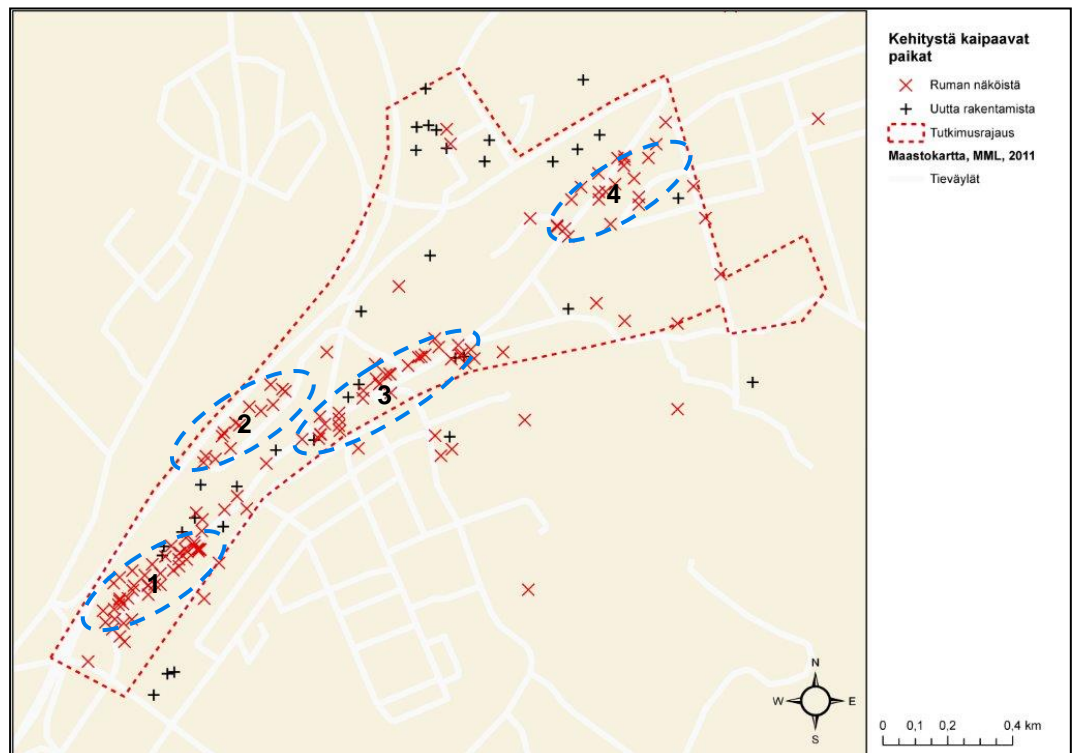 Kehitystä kaipaavat
paikat
Ruman näköistä
Uutta rakentamista
Tutkimusrajaus
Maastokartta, MML, 2011
Tieväylät
4
3
2
1
N
W E
S
0 0,1 0,2 0,4 km